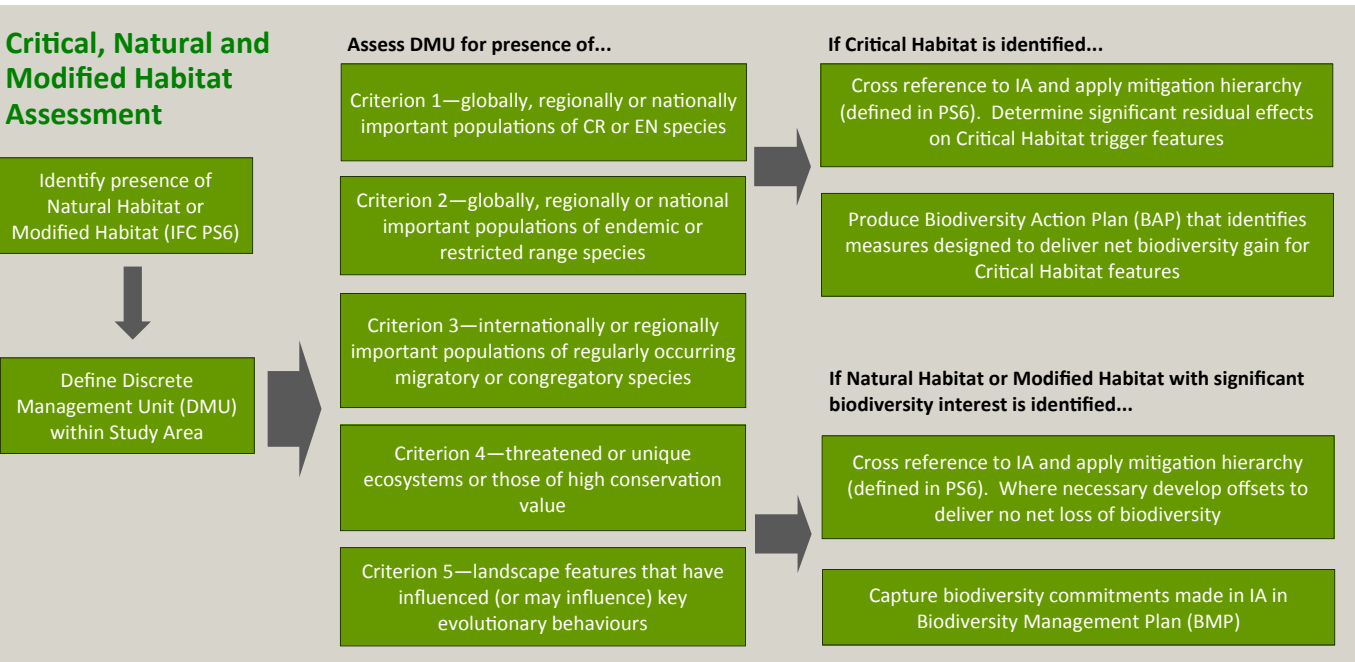 Critical, Natural and
Modified Habitat
Assessment
Identify presence of
Natural Habitat or
Modified Habitat (IFC PS6)
Define Discrete
Management Unit (DMU)
within Study Area
Assess DMU for presence of...
Criterion 1—globally, regionally or nationally
important populations of CR or EN species
Criterion 2—globally, regionally or national
important populations of endemic or
restricted range species
Criterion 3—internationally or regionally
important populations of regularly occurring
migratory or congregatory species
Criterion 4—threatened or unique
ecosystems or those of high conservation
value
Criterion 5—landscape features that have
influenced (or may influence) key
evolutionary behaviours
If Critical Habitat is identified...
Cross reference to IA and apply mitigation hierarchy
(defined in PS6).  Determine significant residual effects
on Critical Habitat trigger features
Produce Biodiversity Action Plan (BAP) that identifies
measures designed to deliver net biodiversity gain for
Critical Habitat features
If Natural Habitat or Modified Habitat with significant
biodiversity interest is identified...
Cross reference to IA and apply mitigation hierarchy
(defined in PS6).  Where necessary develop offsets to
deliver no net loss of biodiversity
Capture biodiversity commitments made in IA in
Biodiversity Management Plan (BMP)